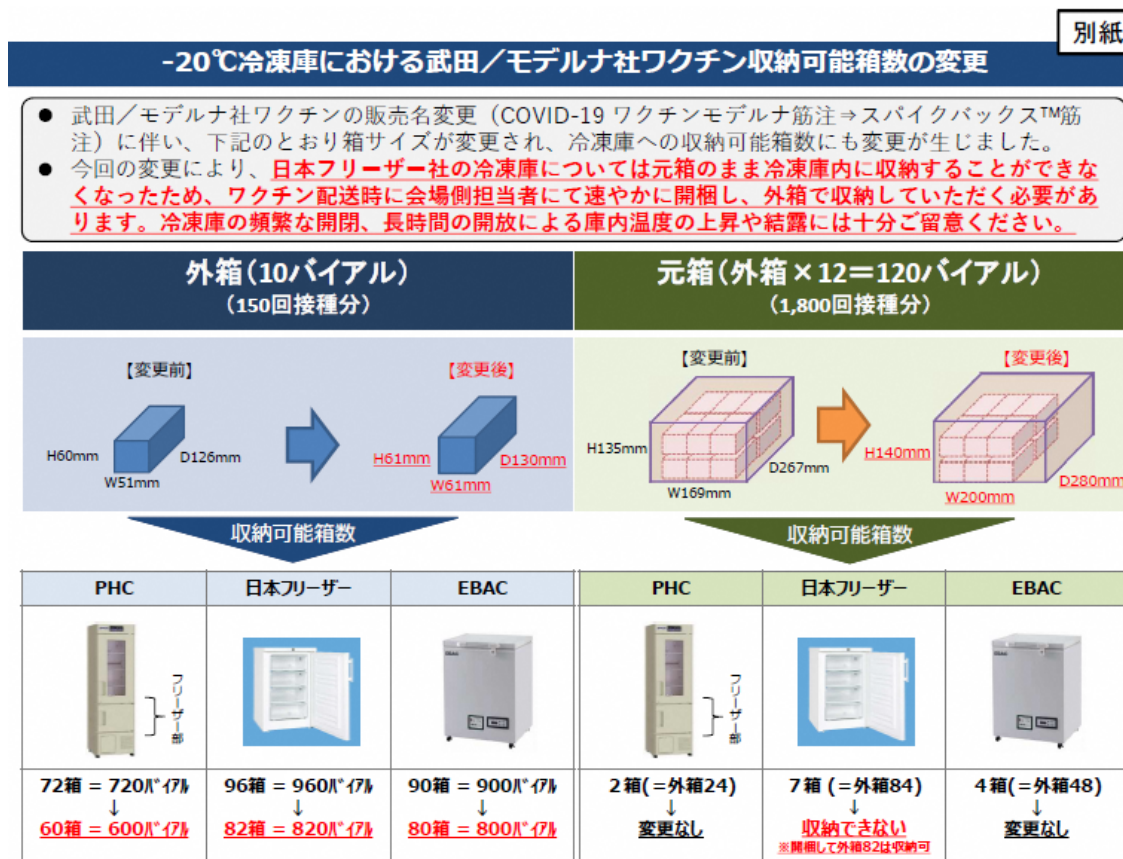 別紙
-20℃冷凍庫における武田／モデルナ社ワクチン収納可能箱数の変更
● 武田／モデルナ社ワクチンの販売名変更（COVID-19 ワクチンモデルナ筋注⇒スパイクバックス™筋
注）に伴い、下記のとおり箱サイズが変更され、冷凍庫への収納可能箱数にも変更が生じました。
● 今回の変更により、日本フリーザー社の冷凍庫については元箱のまま冷凍庫内に収納することができな
くなったため、ワクチン配送時に会場側担当者にて速やかに開梱し、外箱で収納していただく必要があ
ります。冷凍庫の頻繁な開閉、長時間の開放による庫内温度の上昇や結露には十分ご留意ください。
外箱（10バイアル）
（150回接種分）
【変更前】
H60mm
W51mm
D126mm
【変更後】
H61mm
W61mm
D130mm
元箱（外箱×12＝120バイアル）
（1,800回接種分）
【変更前】
H135mm
W169mm
D267mm
【変更後】
H140mm
W200mm
D280mm
収納可能箱数
PHC
日本フリーザー
EBAC
フリーザー部
72箱 = 720バイアル
↓
60箱 = 600バイアル
96箱 = 960バイアル
↓
82箱 = 820バイアル
90箱 = 900バイアル
↓
80箱 = 800バイアル
収納可能箱数
PHC
日本フリーザー
EBAC
フリーザー部
2箱(=外箱24)
↓
変更なし
7箱 (=外箱84)
↓
収納できない
※開梱して外箱82は収納可
4箱(=外箱48)
↓
変更なし